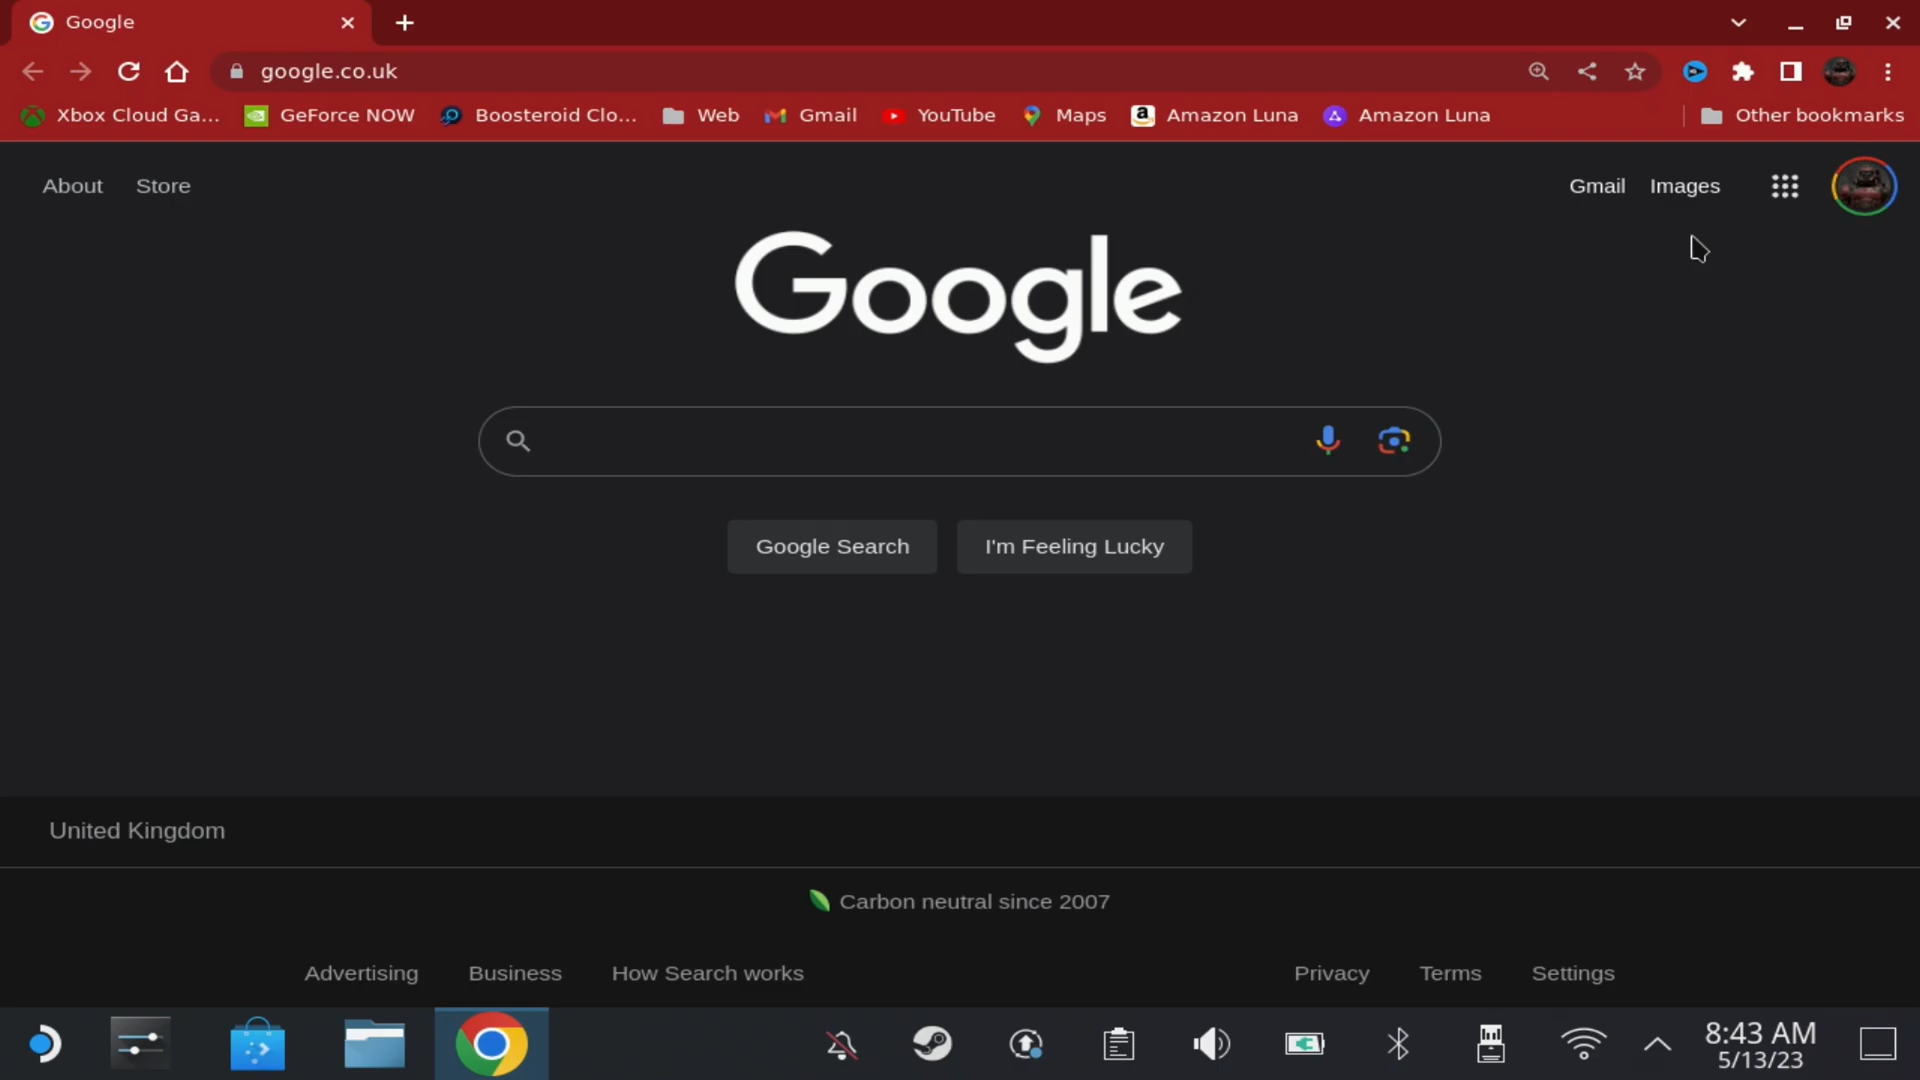 Google
google.co.uk
Xbox Cloud Ga... GeForce NOW Boosteroid Clo... Web Gmail YouTube Maps Amazon Luna Amazon Luna Other bookmarks
About Store Gmail Images
Google
Google Search I'm Feeling Lucky
United Kingdom
Carbon neutral since 2007
Advertising Business How Search works Privacy Terms Settings
8:43 AM
5/13/23